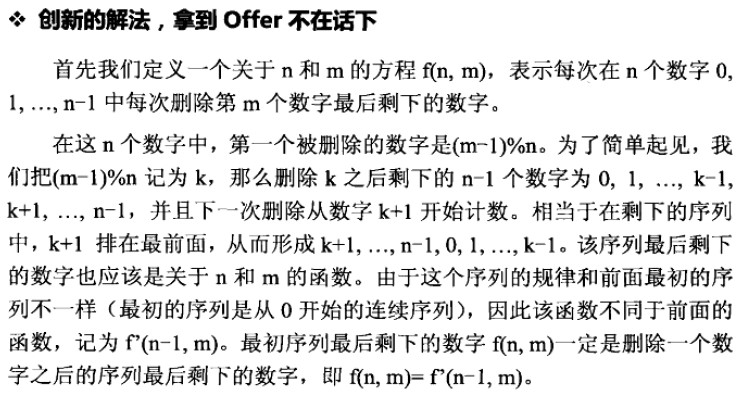 ❖ 创新的解法，拿到 Offer 不在话下
首先我们定义一个关于 n 和 m 的方程 f(n, m)，表示每次在 n 个数字 0,
1, …, n−1 中每次删除第 m 个数字最后剩下的数字。
在这 n 个数字中，第一个被删除的数字是(m−1)%n。为了简单起见，我
们把(m−1)%n 记为 k，那么删除 k 之后剩下的 n−1 个数字为 0, 1, …, k−1,
k+1, …, n−1，并且下一次删除从数字 k+1 开始计数。相当于在剩下的序列
中，k+1 排在最前面，从而形成 k+1, …, n−1, 0, 1, …, k−1。该序列最后剩下
的数字也应该是关于 n 和 m 的函数。由于这个序列的规律和前面最初的序
列不一样（最初的序列是从 0 开始的连续序列），因此该函数不同于前面的
函数，记为 f’(n−1, m)。最初序列最后剩下的数字 f(n, m)一定是删除一个数
字之后的序列最后剩下的数字，即 f(n, m)= f’(n−1, m)。